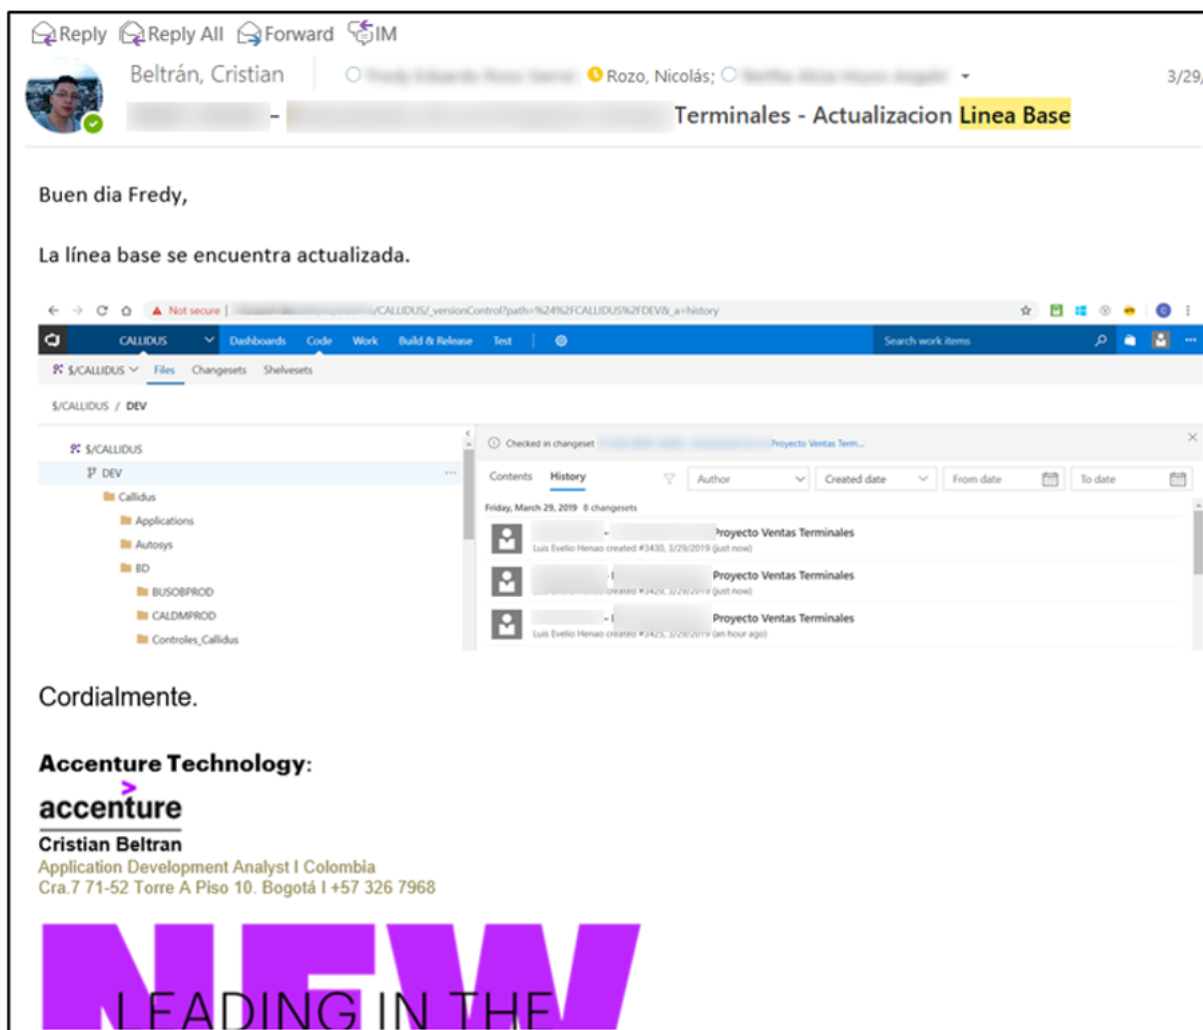 Reply Reply All Forward IM
Beltrán, Cristian Rozo, Nicolás; 3/29/
– Terminales - Actualizacion Linea Base
Buen dia Fredy,
La línea base se encuentra actualizada.
Not secure | /CALLIDUS/_versionControl?path=%24%2FCALLIDUS%2FDEV&_a=history
CALLIDUS Dashboards Code Work Build & Release Test Search work items
$/CALLIDUS Files Changesets Shelvesets
$/CALLIDUS / DEV
$/CALLIDUS
DEV
Callidus
Applications
Autosys
BD
BUSOBPROD
CALDMPROD
Controles_Callidus
Checked in changeset Proyecto Ventas Term...
Contents History Author Created date From date To date
Friday, March 29, 2019 8 changesets
- Proyecto Ventas Terminales
Luis Evelio Henao created #3430, 3/29/2019 (just now)
- Proyecto Ventas Terminales
created #3429, 3/29/2019 (just now)
- Proyecto Ventas Terminales
Luis Evelio Henao created #3425, 3/29/2019 (an hour ago)
Cordialmente.
Accenture Technology:
accenture
Cristian Beltran
Application Development Analyst I Colombia
Cra.7 71-52 Torre A Piso 10. Bogotá I +57 326 7968
NEW
LEADING IN THE